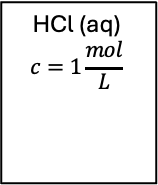 HCl (aq)
c = 1 mol/L